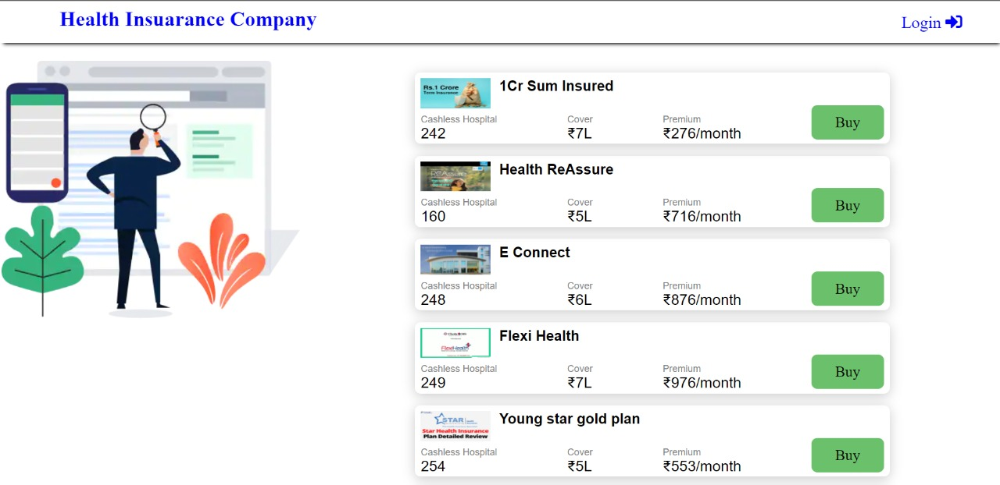 Health Insuarance Company
Login
Rs.1 Crore
Term Insurance
1Cr Sum Insured
Cashless Hospital Cover Premium
242 ₹7L ₹276/month
Buy
ReAssure
Health ReAssure
Cashless Hospital Cover Premium
160 ₹5L ₹716/month
Buy
E Connect
Cashless Hospital Cover Premium
248 ₹6L ₹876/month
Buy
FlexiHealth
Flexi Health
Cashless Hospital Cover Premium
249 ₹7L ₹976/month
Buy
STAR
Star Health Insurance
Plan Detailed Review
Young star gold plan
Cashless Hospital Cover Premium
254 ₹5L ₹553/month
Buy